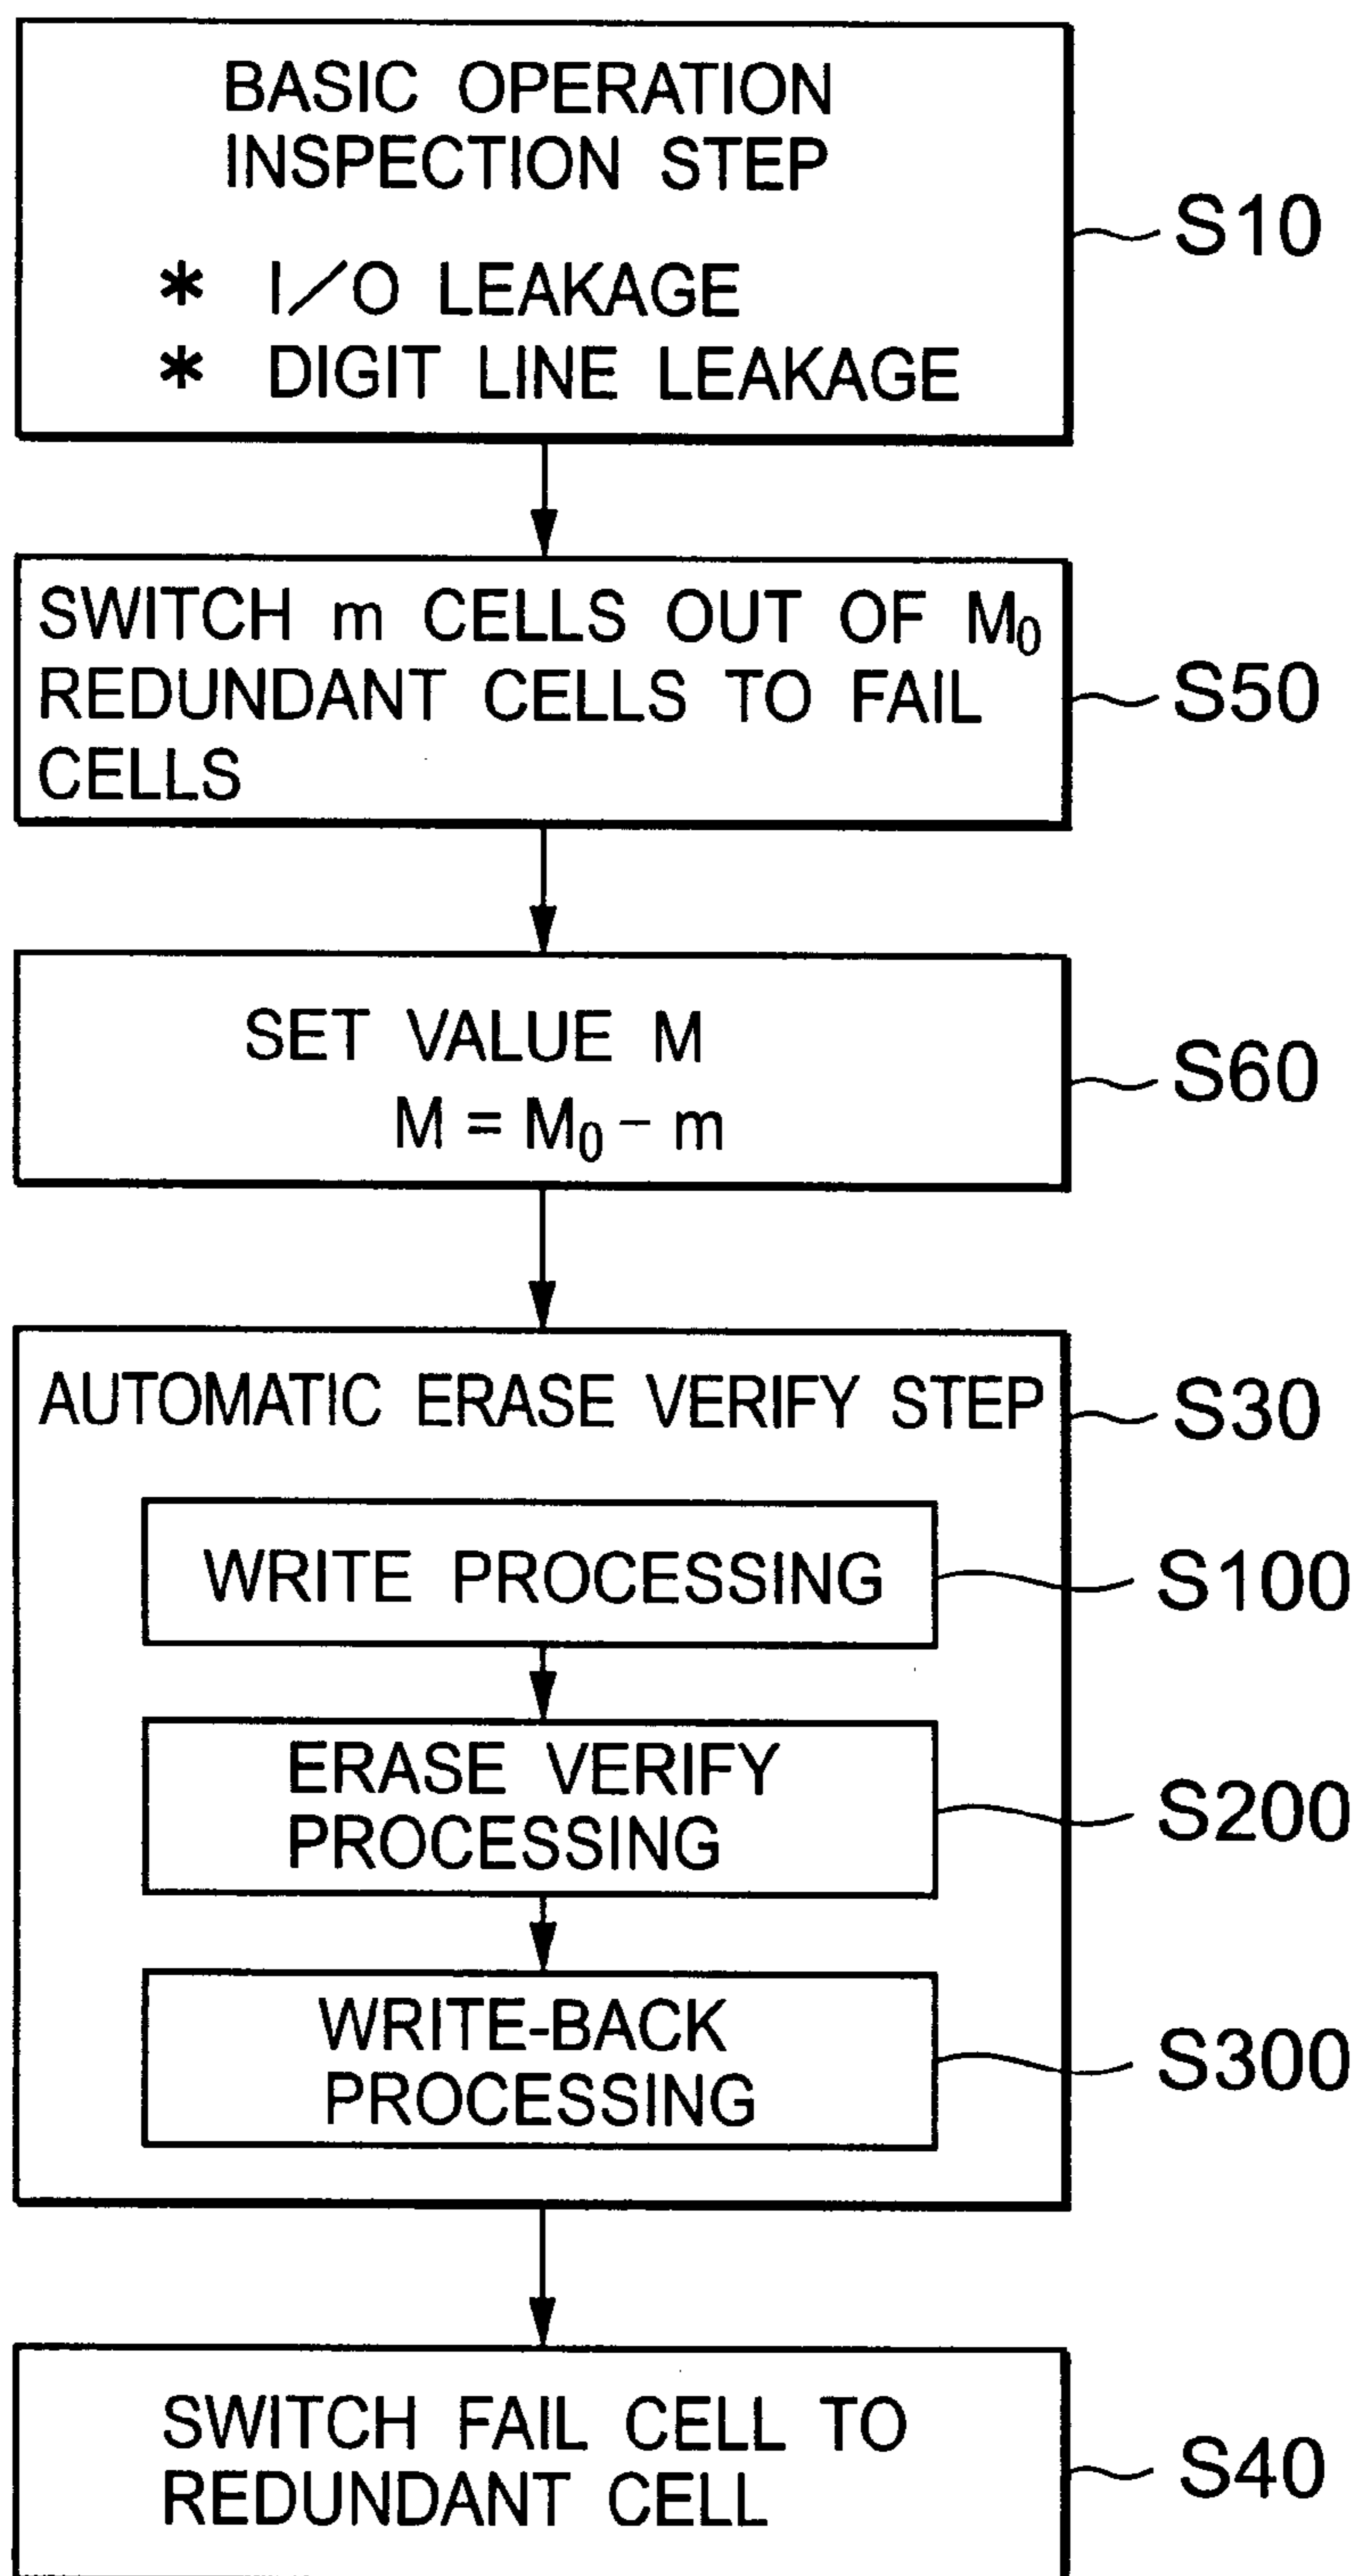 BASIC OPERATION
INSPECTION STEP
* I/O LEAKAGE
* DIGIT LINE LEAKAGE
S10
SWITCH m CELLS OUT OF M₀
REDUNDANT CELLS TO FAIL
CELLS
S50
SET VALUE M
M = M₀ - m
S60
AUTOMATIC ERASE VERIFY STEP
S30
WRITE PROCESSING
S100
ERASE VERIFY
PROCESSING
S200
WRITE-BACK
PROCESSING
S300
SWITCH FAIL CELL TO
REDUNDANT CELL
S40